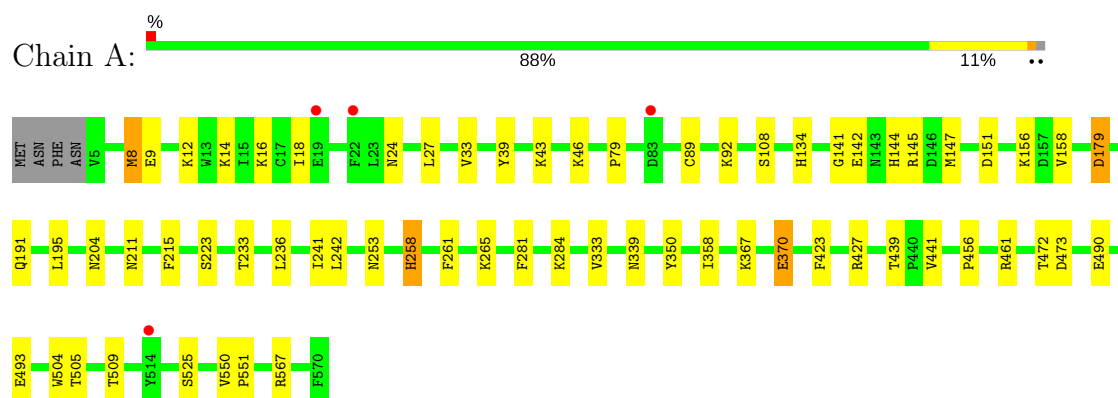 %
Chain A:
88% 11% ••
MET ASN PHE ASN V5 M8 E9 K12 W13 K14 I15 K16 C17 I18 E19 F22 L23 N24 L27 V33 Y39 K43 K46 P79 D83 C89 K92 S108 H134 G141 E142 N143 H144 R145 D146 M147 D151 K156 D157 V158 D179
Q191 L195 N204 N211 F215 S223 T233 L236 I241 L242 N253 H258 F261 K265 F281 K284 V333 N339 Y350 I358 K367 E370 F423 R427 T439 P440 V441 P456 R461 T472 D473 E490
E493 W504 T505 T509 Y514 S525 V550 P551 R567 F570